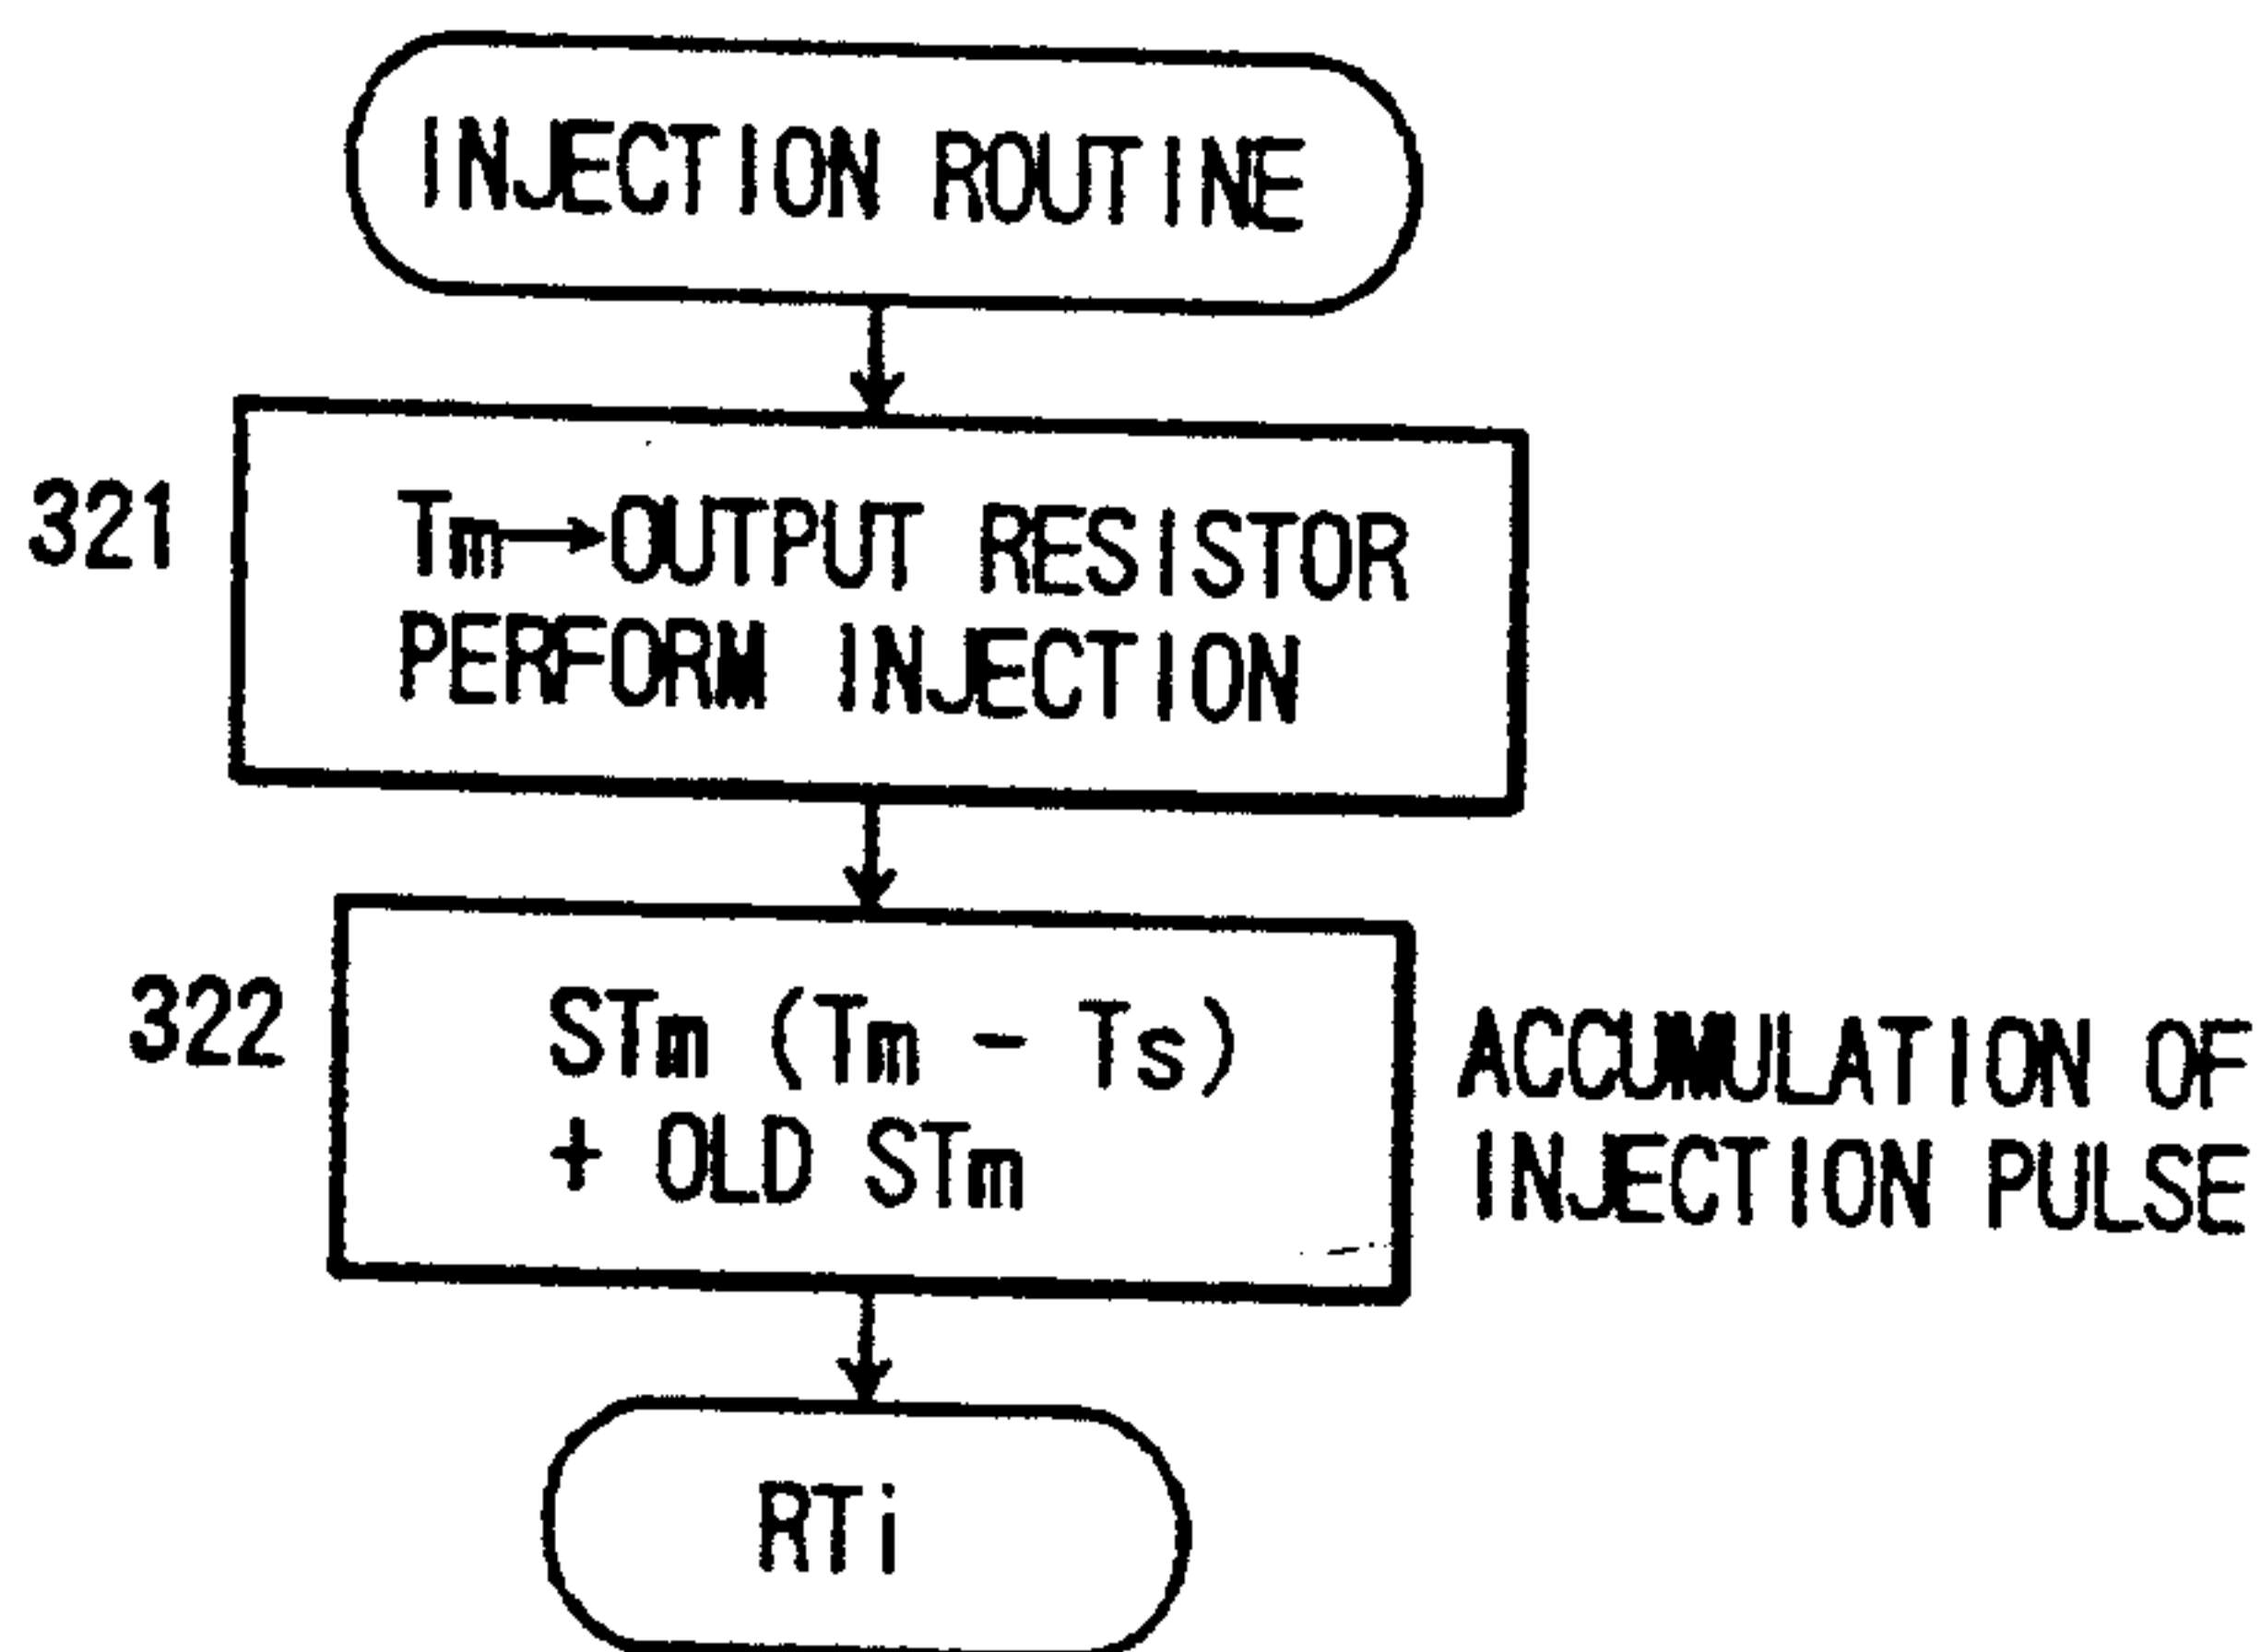 INJECTION ROUTINE
321
Tm→OUTPUT RESISTOR
PERFORM INJECTION
322
STm (Tm - Ts)
+ OLD STm
ACCUMULATION OF
INJECTION PULSE
RTi